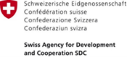 Schweizerische Eidgenossenschaft
Confédération suisse
Confederazione Svizzera
Confederaziun svizra
Swiss Agency for Development
and Cooperation SDC